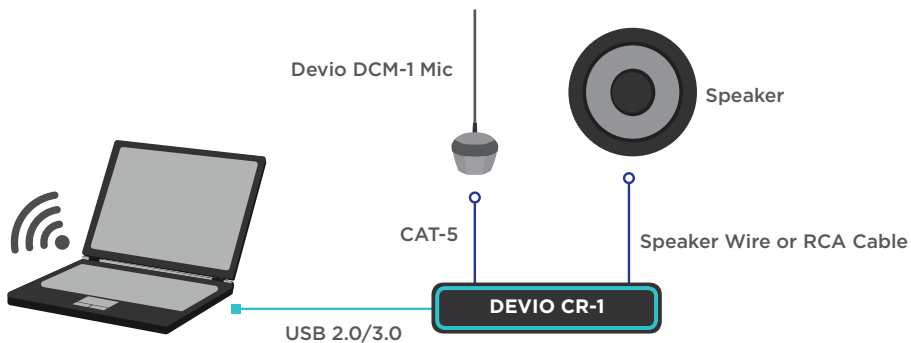 Devio DCM-1 Mic
Speaker
CAT-5
Speaker Wire or RCA Cable
DEVIO CR-1
USB 2.0/3.0